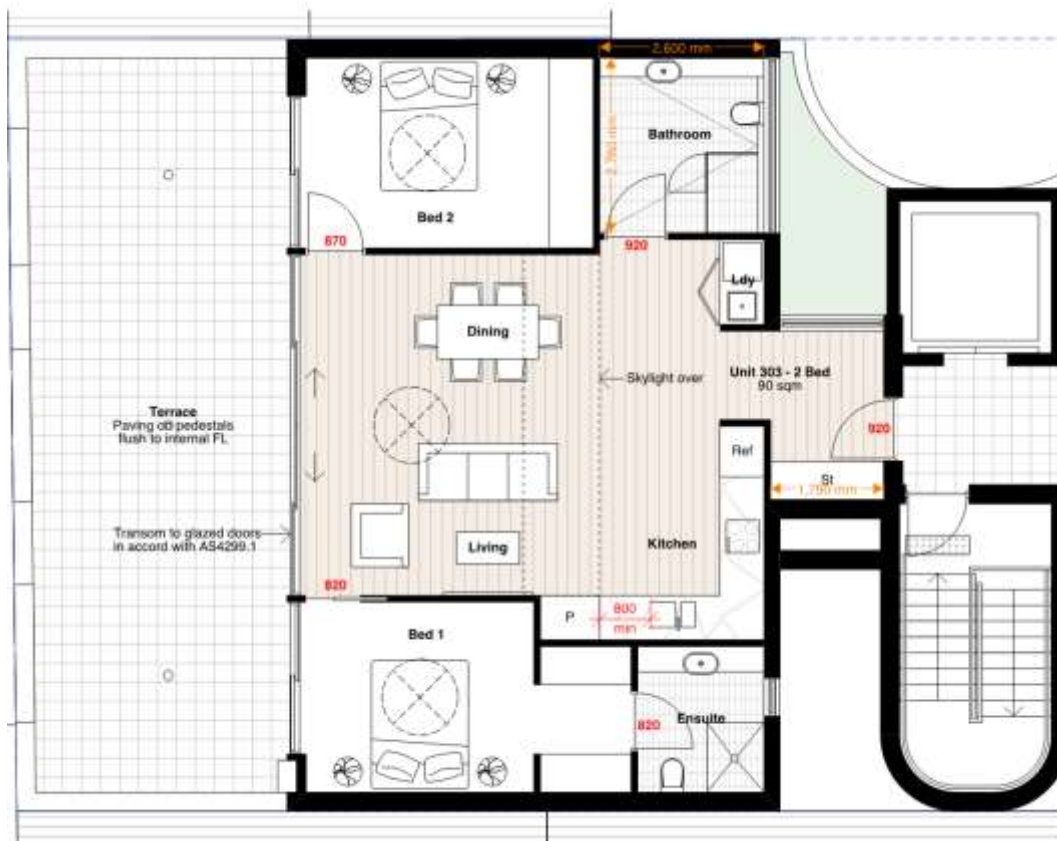 2,600 mm
Bathroom
2,760 mm
Bed 2
870
920
Ldy
Dining
Skylight over
Unit 303 - 2 Bed
90 sqm
Terrace
Paving on pedestals
flush to internal FL
920
Ref
St
1,790 mm
Transom to glazed doors
in accord with AS4299.1
Living
Kitchen
820
P
800
min
Bed 1
820
Ensuite